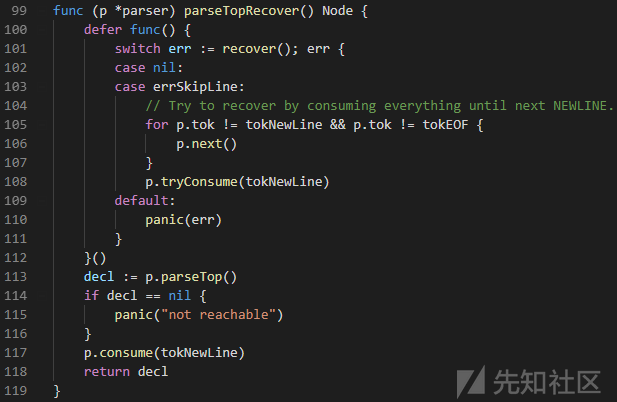 99 func (p *parser) parseTopRecover() Node {
100     defer func() {
101         switch err := recover(); err {
102         case nil:
103         case errSkipLine:
104             // Try to recover by consuming everything until next NEWLINE.
105             for p.tok != tokNewLine && p.tok != tokEOF {
106                 p.next()
107             }
108             p.tryConsume(tokNewLine)
109         default:
110             panic(err)
111         }
112     }()
113     decl := p.parseTop()
114     if decl == nil {
115         panic("not reachable")
116     }
117     p.consume(tokNewLine)
118     return decl
119 }
先知社区